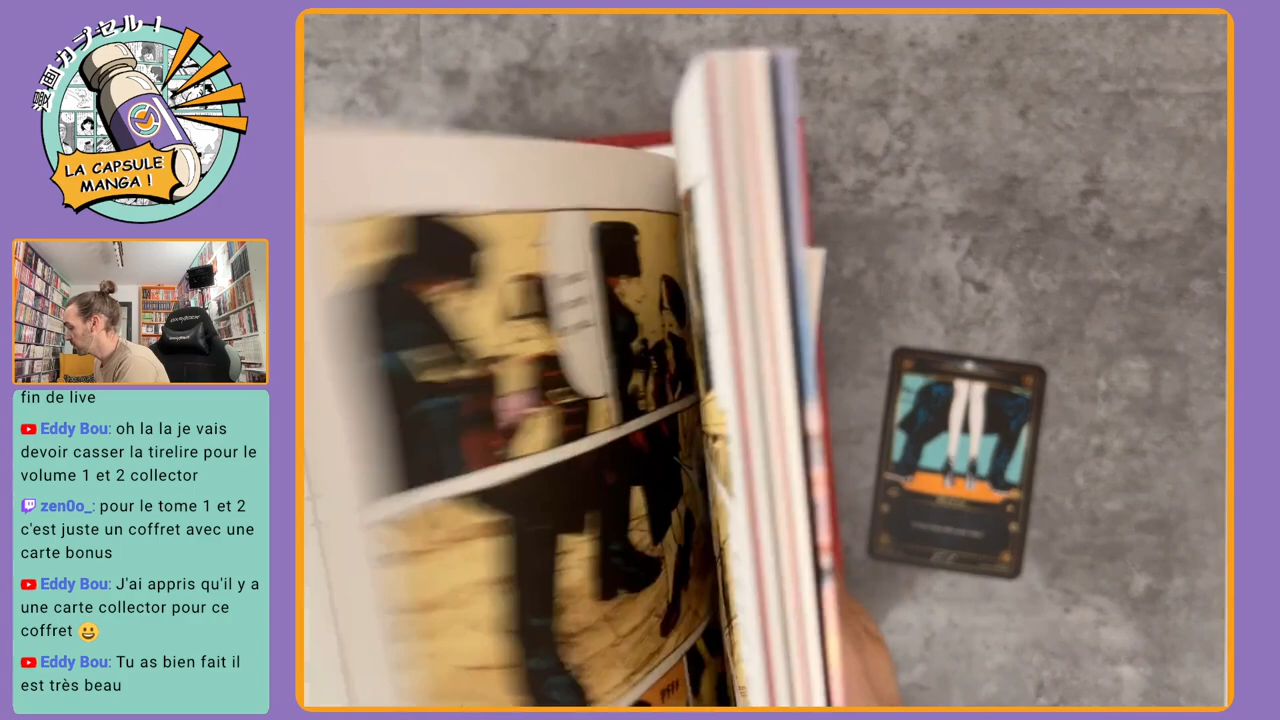 漫画カプセル!
LA CAPSULE
MANGA !
fin de live
Eddy Bou: oh la la je vais
devoir casser la tirelire pour le
volume 1 et 2 collector
zen0o_: pour le tome 1 et 2
c'est juste un coffret avec une
carte bonus
Eddy Bou: J'ai appris qu'il y a
une carte collector pour ce
coffret 😀
Eddy Bou: Tu as bien fait il
est très beau
PFFF